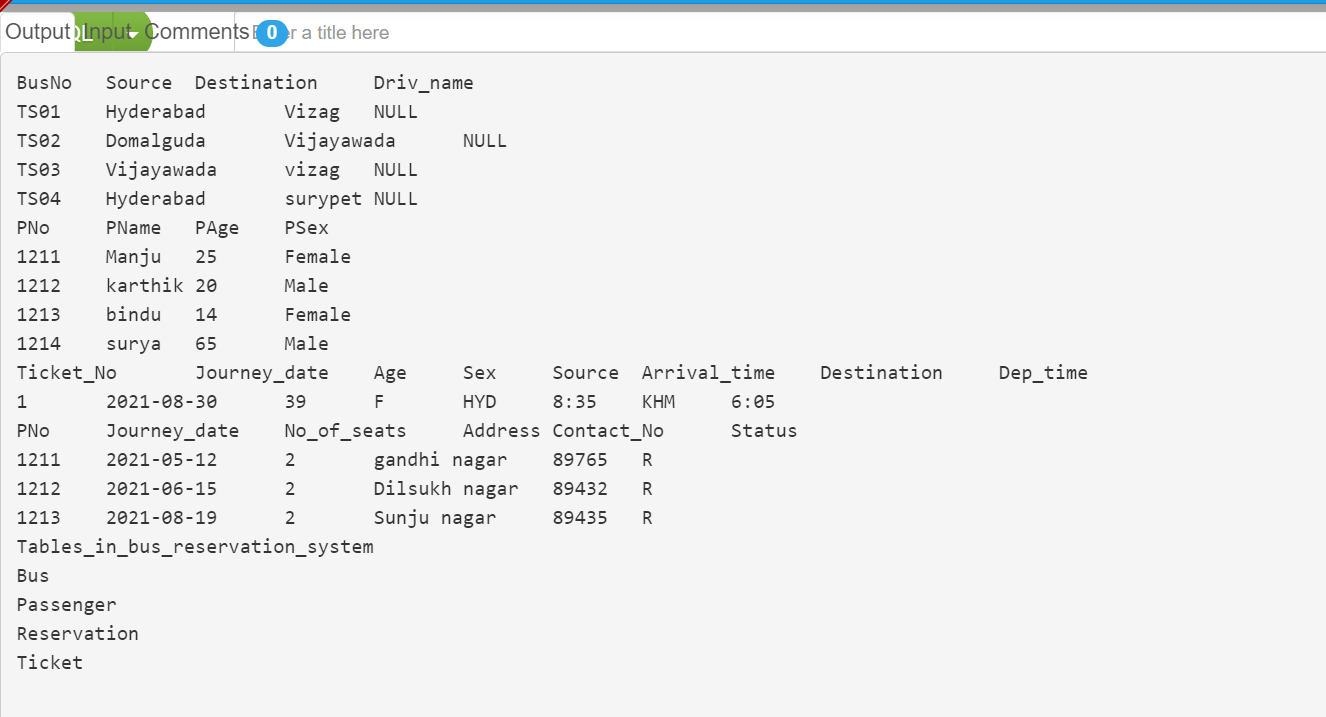 Output QL Input Comments 0 r a title here
BusNo Source Destination Driv_name
TS01 Hyderabad Vizag NULL
TS02 Domalguda Vijayawada NULL
TS03 Vijayawada vizag NULL
TS04 Hyderabad surypet NULL
PNo PName PAge PSex
1211 Manju 25 Female
1212 karthik 20 Male
1213 bindu 14 Female
1214 surya 65 Male
Ticket_No Journey_date Age Sex Source Arrival_time Destination Dep_time
1 2021-08-30 39 F HYD 8:35 KHM 6:05
PNo Journey_date No_of_seats Address Contact_No Status
1211 2021-05-12 2 gandhi nagar 89765 R
1212 2021-06-15 2 Dilsukh nagar 89432 R
1213 2021-08-19 2 Sunju nagar 89435 R
Tables_in_bus_reservation_system
Bus
Passenger
Reservation
Ticket